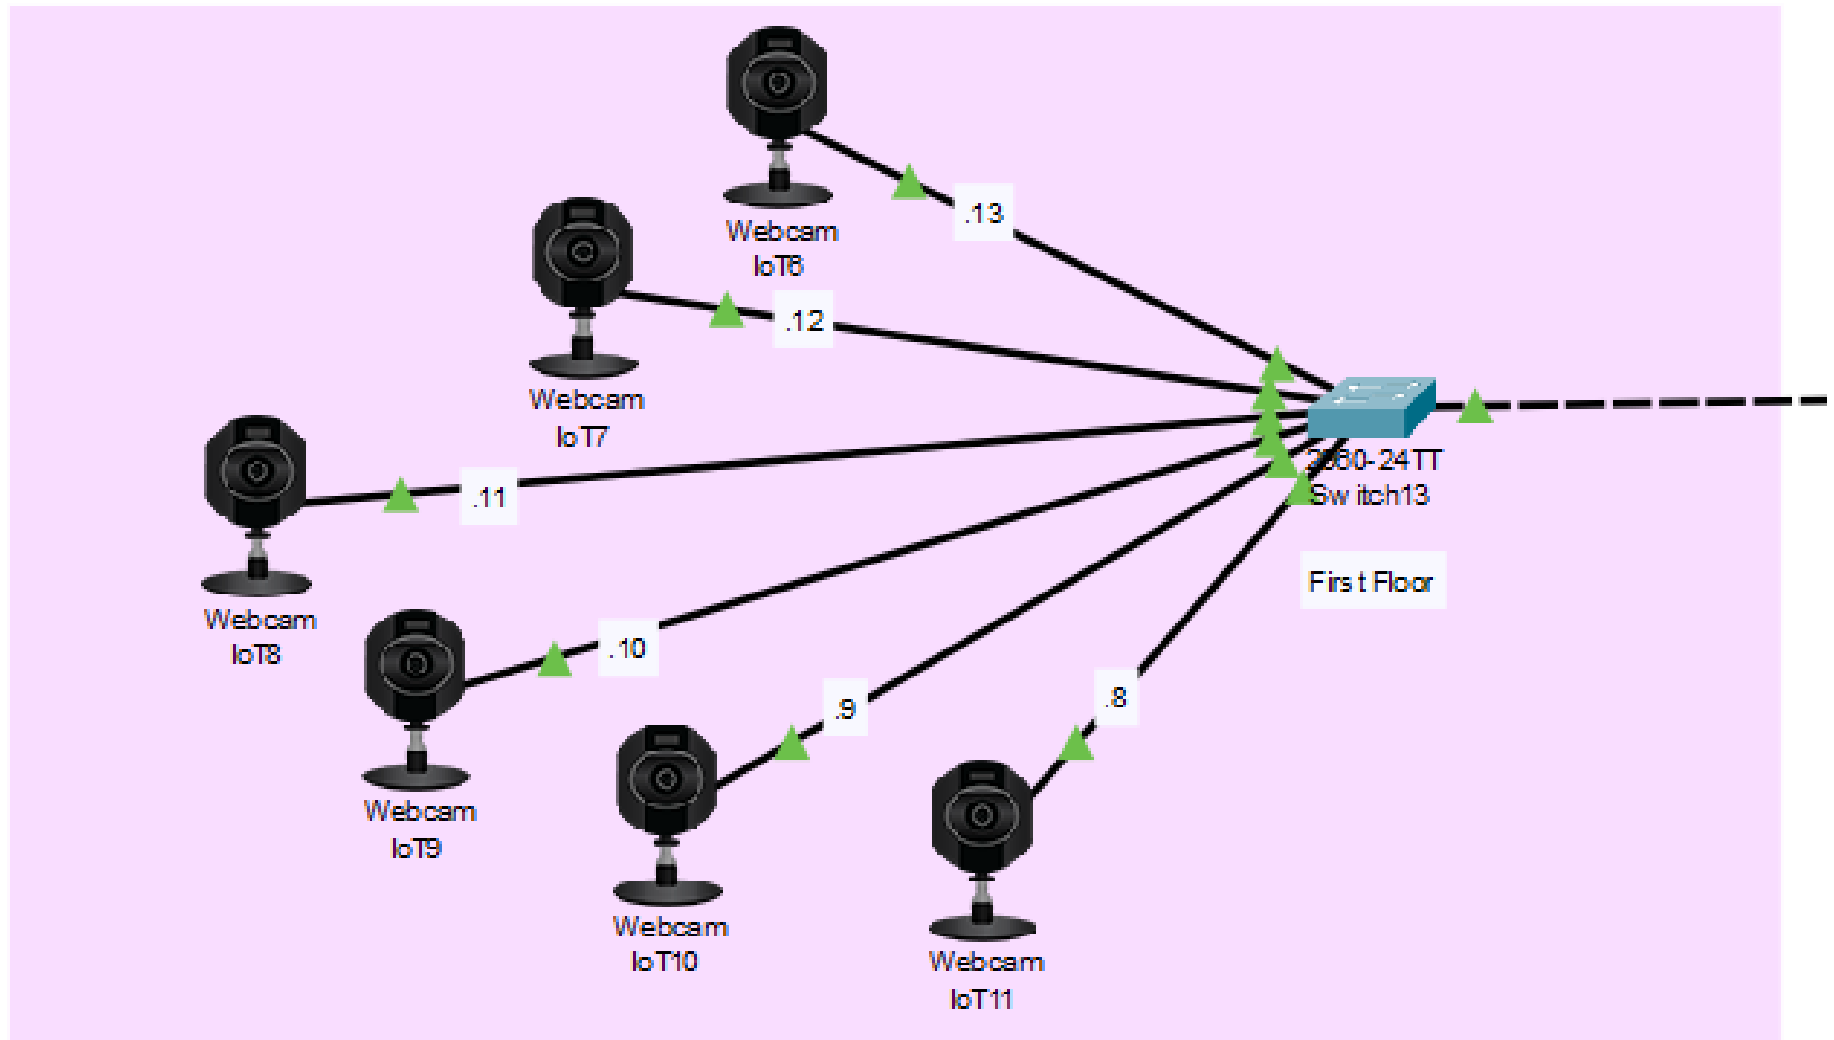 .13
Webcam
IoT6
.12
Webcam
IoT7
2960-24TT
Switch13
.11
First Floor
Webcam
IoT8
.10
.9
.8
Webcam
IoT9
Webcam
IoT10
Webcam
IoT11